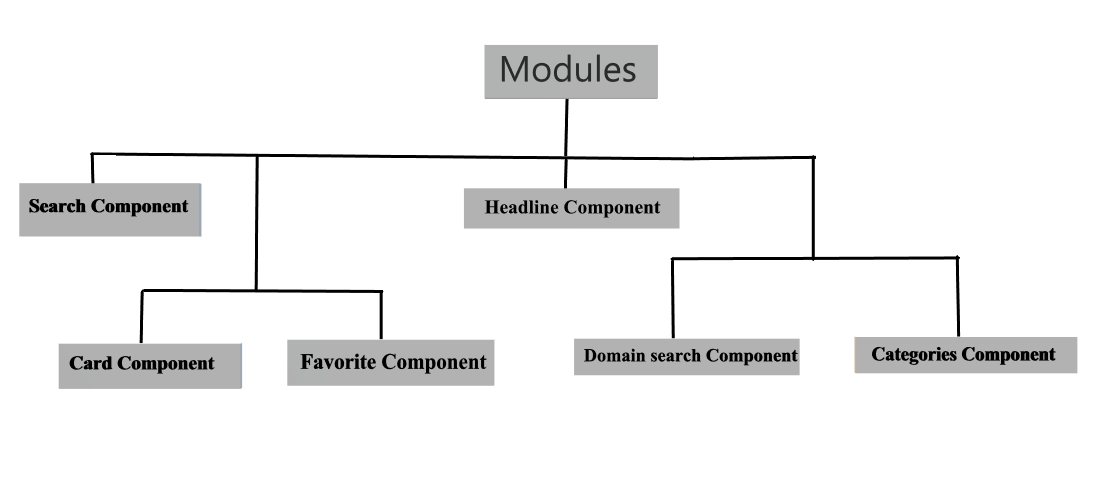 Modules
Search Component
Headline Component
Card Component
Favorite Component
Domain search Component
Categories Component